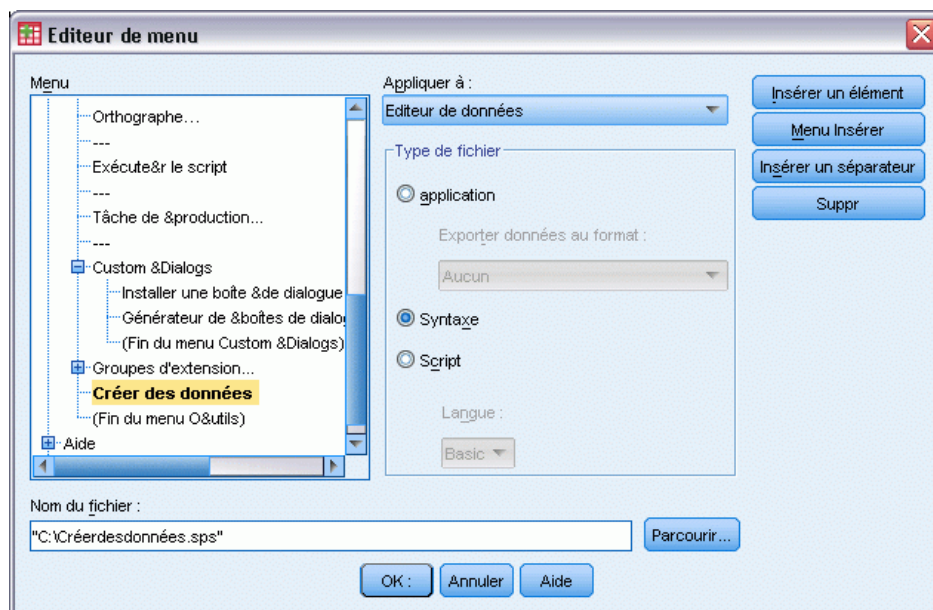 Editeur de menu
Menu
Orthographe...
---
Exécute&r le script
---
Tâche de &production...
---
Custom &Dialogs
Installer une boîte &de dialogue
Générateur de &boîtes de dialo
(Fin du menu Custom &Dialogs)
Groupes d'extension...
Créer des données
(Fin du menu O&utils)
Aide
Appliquer à :
Editeur de données
Type de fichier
application
Exporter données au format :
Aucun
Syntaxe
Script
Langue :
Basic
Insérer un élément
Menu Insérer
Insérer un séparateur
Suppr
Nom du fichier :
"C:\Créerdesdonnées.sps"
Parcourir...
OK :
Annuler
Aide